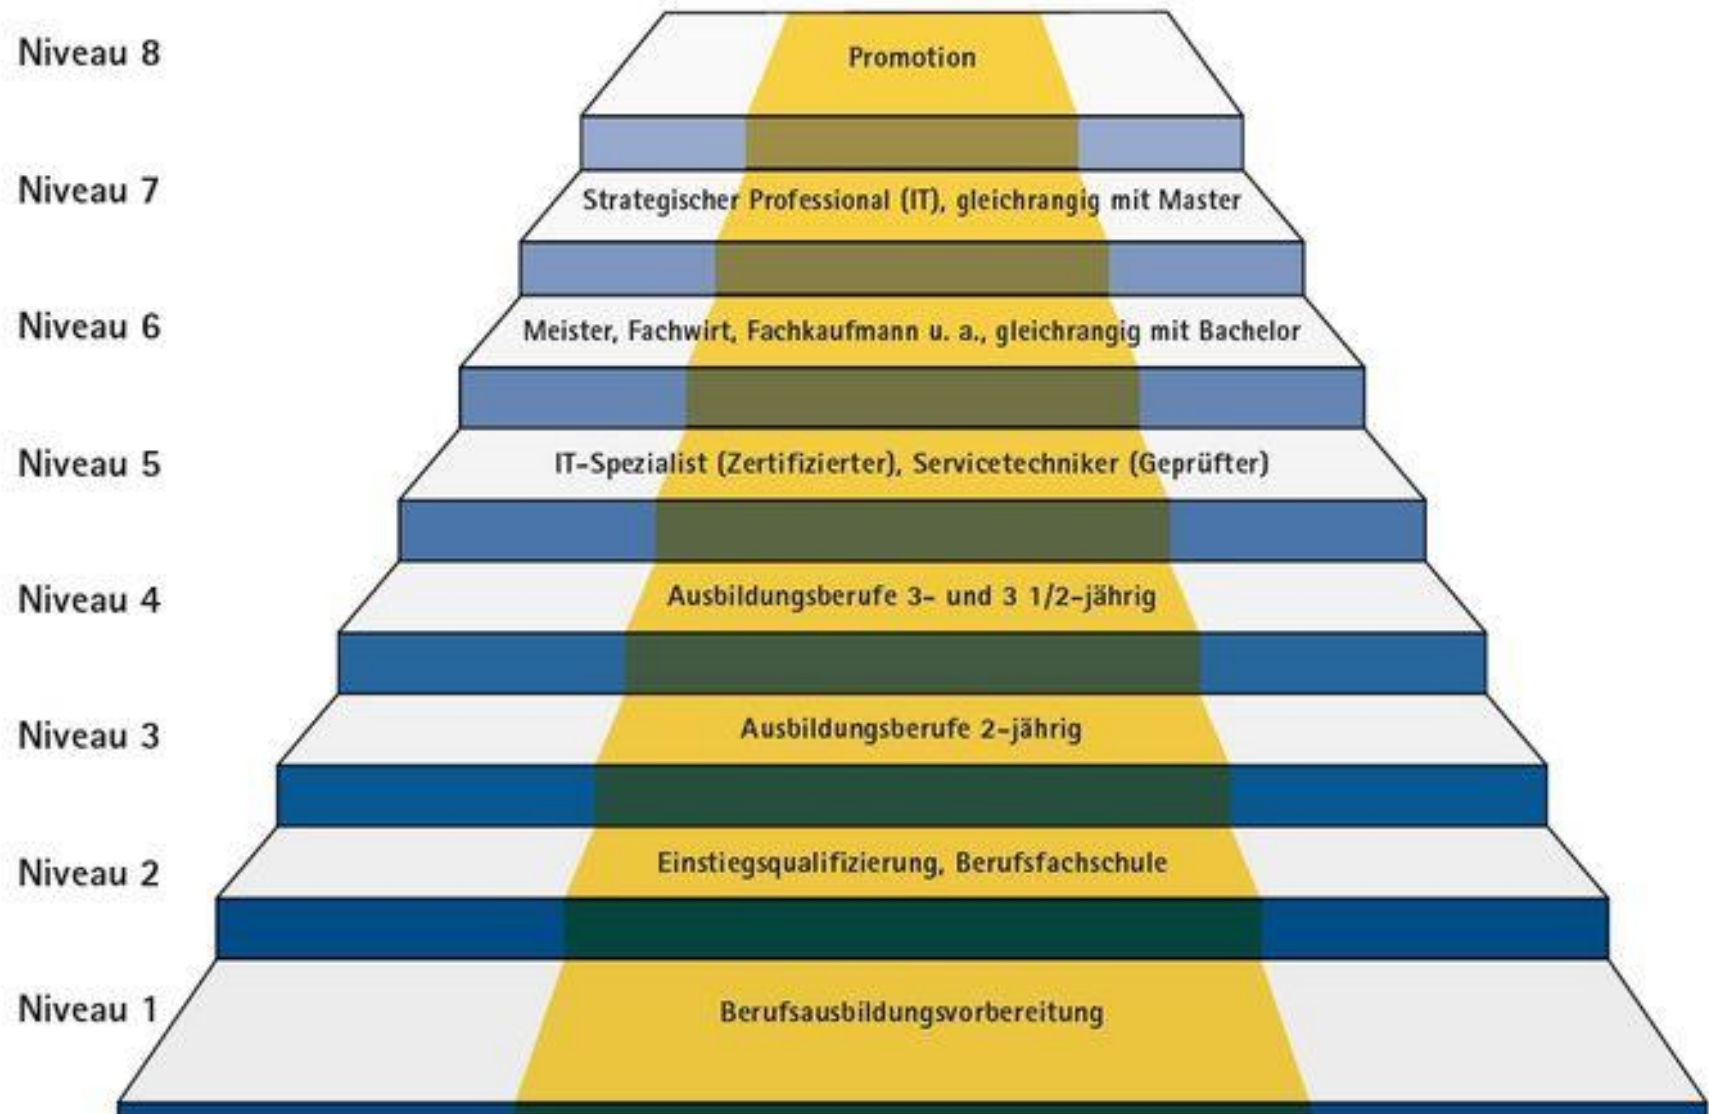 Niveau 8
Promotion
Niveau 7
Strategischer Professional (IT), gleichrangig mit Master
Niveau 6
Meister, Fachwirt, Fachkaufmann u. a., gleichrangig mit Bachelor
Niveau 5
IT-Spezialist (Zertifizierter), Servicetechniker (Geprüfter)
Niveau 4
Ausbildungsberufe 3- und 3 1/2-jährig
Niveau 3
Ausbildungsberufe 2-jährig
Niveau 2
Einstiegsqualifizierung, Berufsfachschule
Niveau 1
Berufsausbildungsvorbereitung